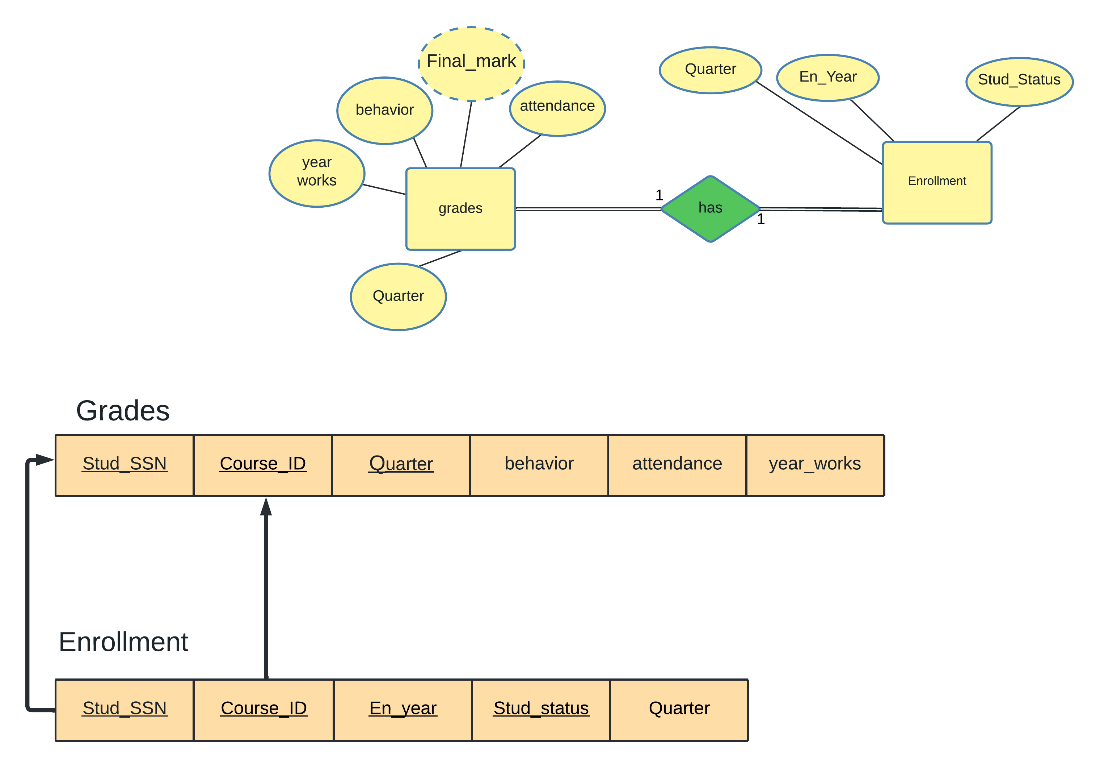 Final_mark
behavior
attendance
year
works
grades
Quarter
1
has
1
Quarter
En_Year
Stud_Status
Enrollment
Grades
Stud_SSN Course_ID Quarter behavior attendance year_works
Enrollment
Stud_SSN Course_ID En_year Stud_status Quarter